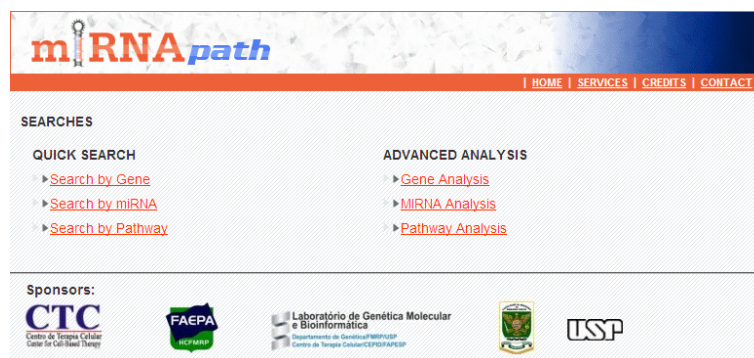 miRNApath
| HOME | SERVICES | CREDITS | CONTACT
SEARCHES
QUICK SEARCH
Search by Gene
Search by miRNA
Search by Pathway
ADVANCED ANALYSIS
Gene Analysis
MIRNA Analysis
Pathway Analysis
Sponsors:
CTC
Centro de Terapia Celular
Center for Cell-Based Therapy
FAEPA
HCFMRP
Laboratório de Genética Molecular
e Bioinformática
Departamento de Genética/FMRP/USP
Centro de Terapia Celular/CEPID/FAPESP
USP